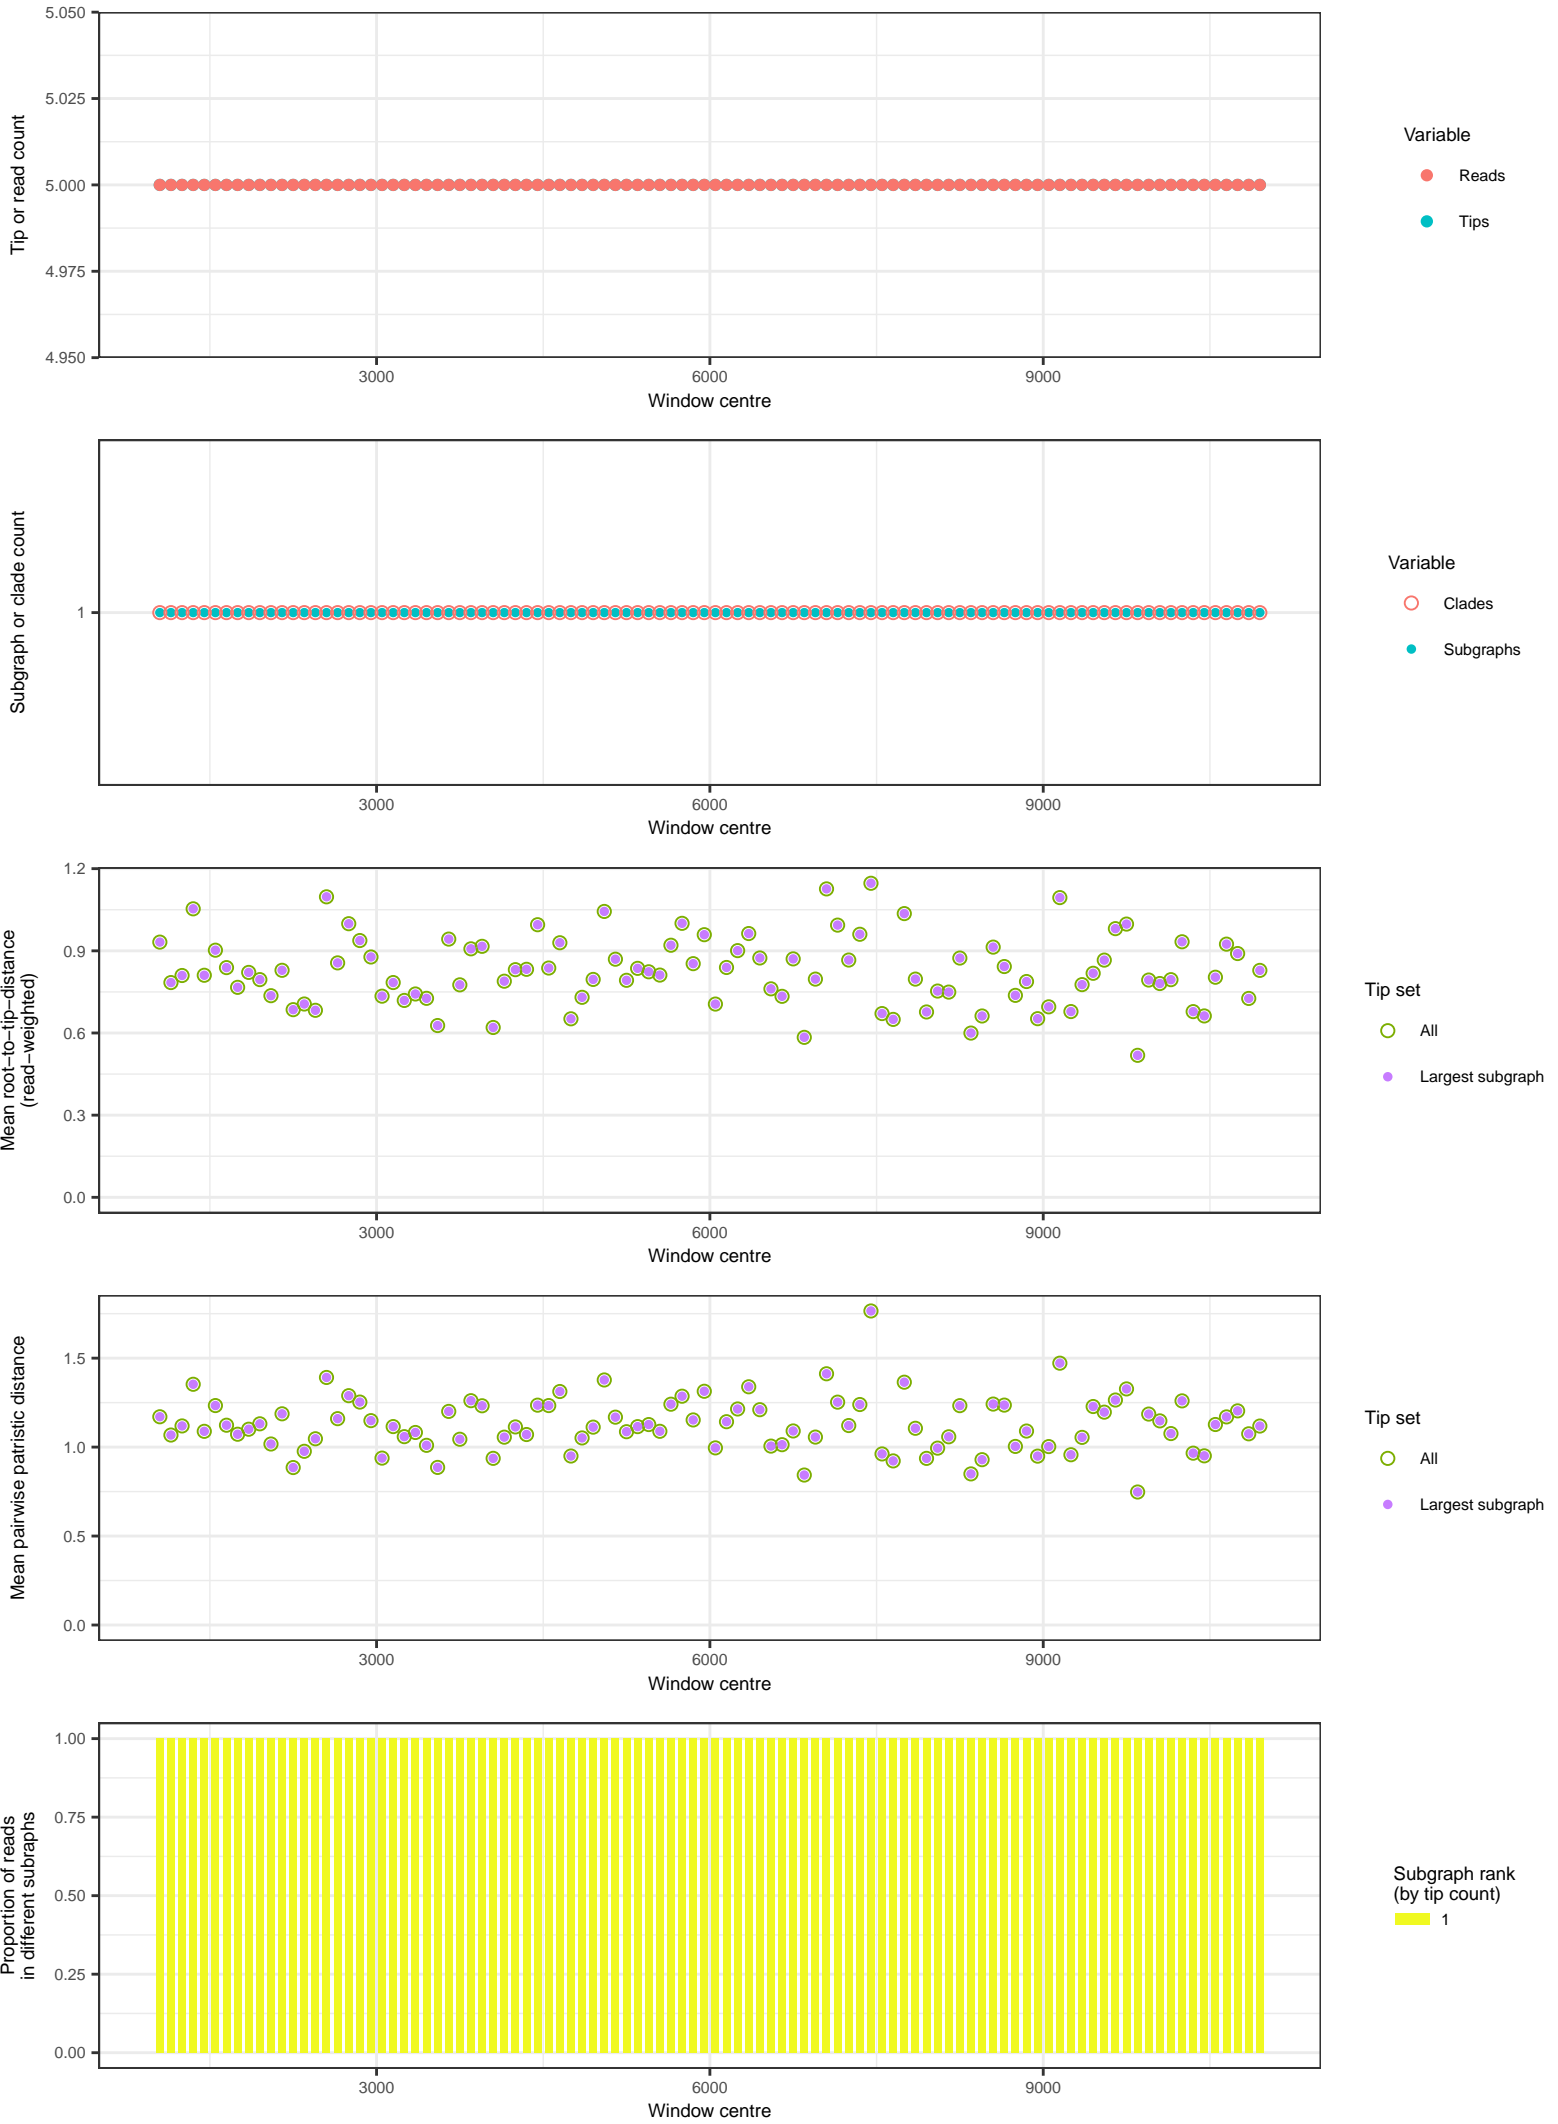 5.050
5.025
5.000
4.975
4.950
Tip or read count
3000
6000
9000
Window centre
Variable
Reads
Tips
Subgraph or clade count
1
3000
6000
9000
Window centre
Variable
Clades
Subgraphs
Mean root−to−tip−distance
(read−weighted)
1.2
0.9
0.6
0.3
0.0
3000
6000
9000
Window centre
Tip set
All
Largest subgraph
Mean pairwise patristic distance
1.5
1.0
0.5
0.0
3000
6000
9000
Window centre
Tip set
All
Largest subgraph
Proportion of reads
in different subraphs
1.00
0.75
0.50
0.25
0.00
3000
6000
9000
Window centre
Subgraph rank
(by tip count)
1